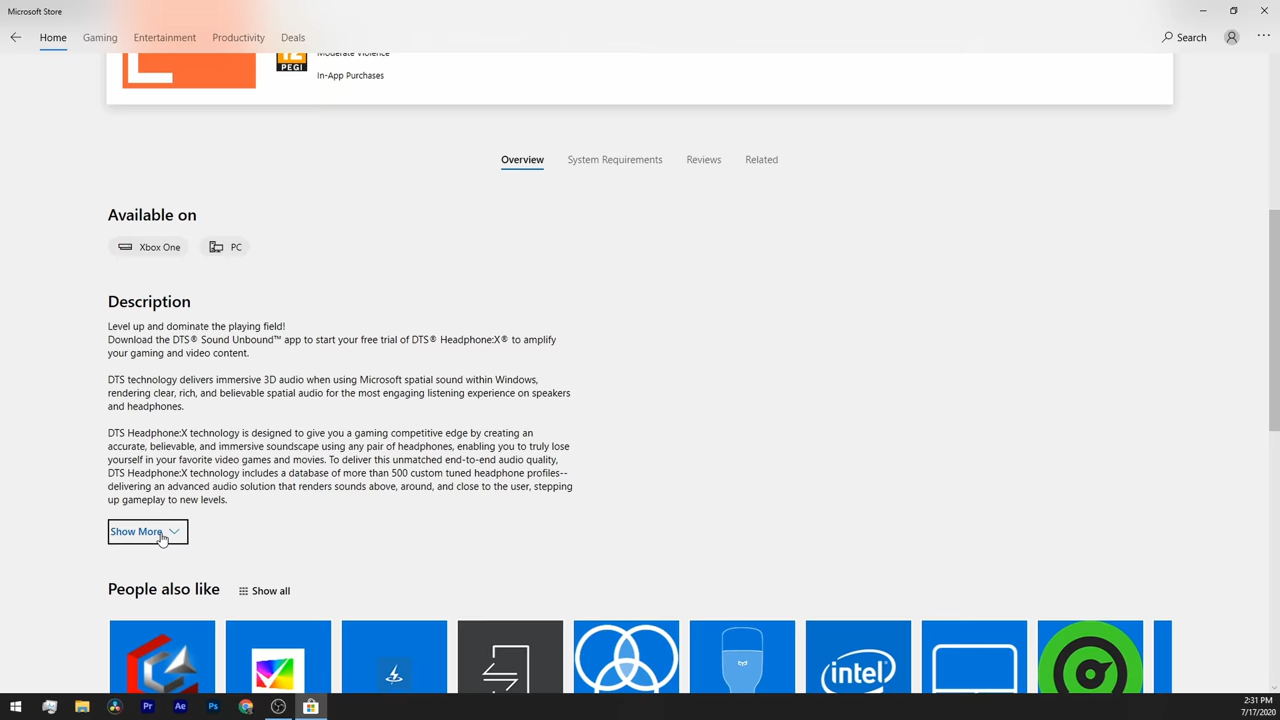 Microsoft Store
Home Gaming Entertainment Productivity Deals Search
12
PEGI
Moderate Violence
In-App Purchases
Overview System Requirements Reviews Related
Available on
Xbox One PC
Description
Level up and dominate the playing field!
Download the DTS® Sound Unbound™ app to start your free trial of DTS® Headphone:X® to amplify
your gaming and video content.
DTS technology delivers immersive 3D audio when using Microsoft spatial sound within Windows,
rendering clear, rich, and believable spatial audio for the most engaging listening experience on speakers
and headphones.
DTS Headphone:X technology is designed to give you a gaming competitive edge by creating an
accurate, believable, and immersive soundscape using any pair of headphones, enabling you to truly lose
yourself in your favorite video games and movies. To deliver this unmatched end-to-end audio quality,
DTS Headphone:X technology includes a database of more than 500 custom tuned headphone profiles--
delivering an advanced audio solution that renders sounds above, around, and close to the user, stepping
up gameplay to new levels.
Show More
People also like Show all
intel
Pr Ae Ps
2:31 PM
7/17/2020